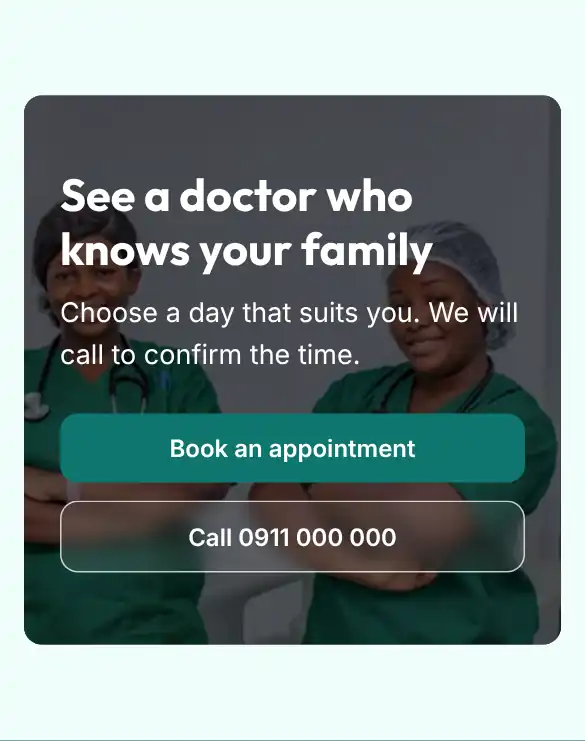 See a doctor who
knows your family
Choose a day that suits you. We will
call to confirm the time.
Book an appointment
Call 0911 000 000